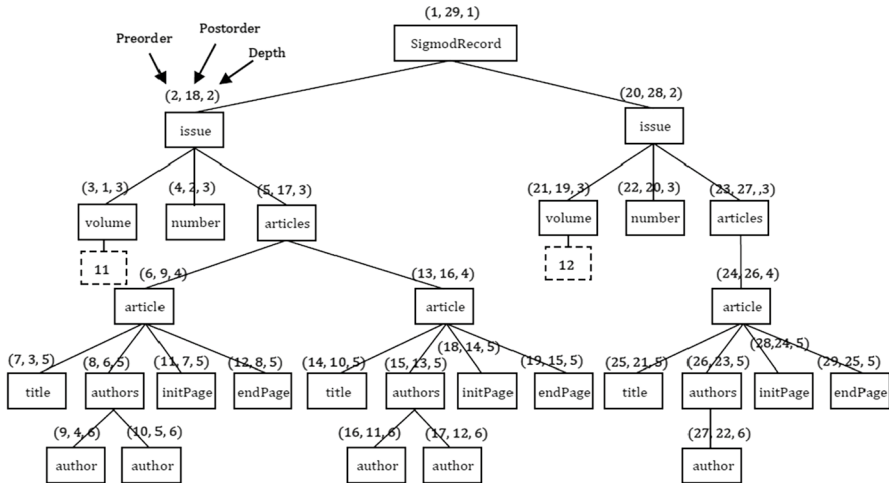 (1, 29, 1)
SigmodRecord
Preorder
Postorder
Depth
(2, 18, 2)
issue
(20, 28, 2)
issue
(3, 1, 3)
(4, 2, 3)
(5, 17, 3)
(21, 19, 3)
(22, 20, 3)
(23, 27, ,3)
volume
number
articles
volume
number
articles
11
12
(6, 9, 4)
(13, 16, 4)
(24, 26, 4)
article
article
article
(7, 3, 5)
(8, 6, 5)
(11, 7, 5)
(12, 8, 5)
(14, 10, 5)
(15, 13, 5)
(18, 14, 5)
(19, 15, 5)
(25, 21, 5)
(26, 23, 5)
(28,24, 5)
(29, 25, 5)
title
authors
initPage
endPage
title
authors
initPage
endPage
title
authors
initPage
endPage
(9, 4, 6)
(10, 5, 6)
(16, 11, 6)
(17, 12, 6)
(27, 22, 6)
author
author
author
author
author